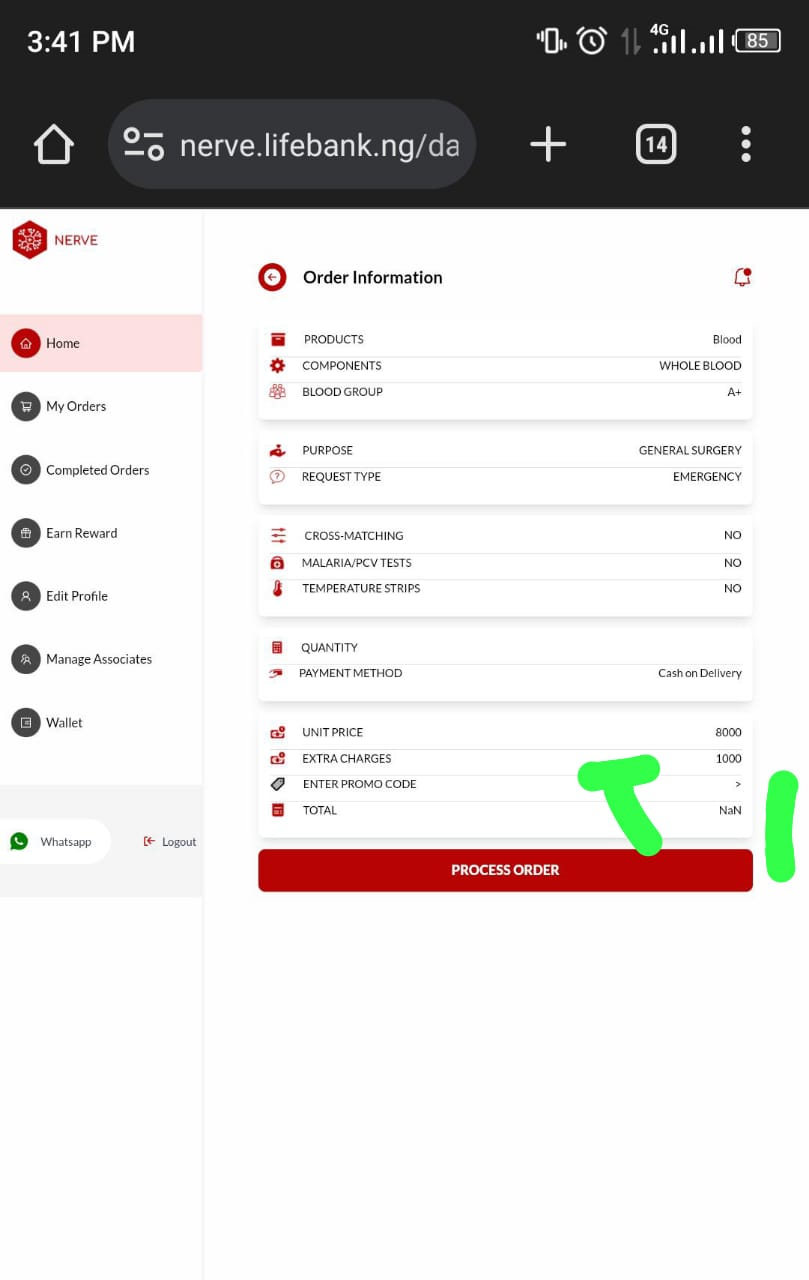 3:41 PM
4G
85
nerve.lifebank.ng/da
14
NERVE
Home
My Orders
Completed Orders
Earn Reward
Edit Profile
Manage Associates
Wallet
Whatsapp
Logout
Order Information
PRODUCTS Blood
COMPONENTS WHOLE BLOOD
BLOOD GROUP A+
PURPOSE GENERAL SURGERY
REQUEST TYPE EMERGENCY
CROSS-MATCHING NO
MALARIA/PCV TESTS NO
TEMPERATURE STRIPS NO
QUANTITY
PAYMENT METHOD Cash on Delivery
UNIT PRICE 8000
EXTRA CHARGES 1000
ENTER PROMO CODE >
TOTAL NaN
PROCESS ORDER